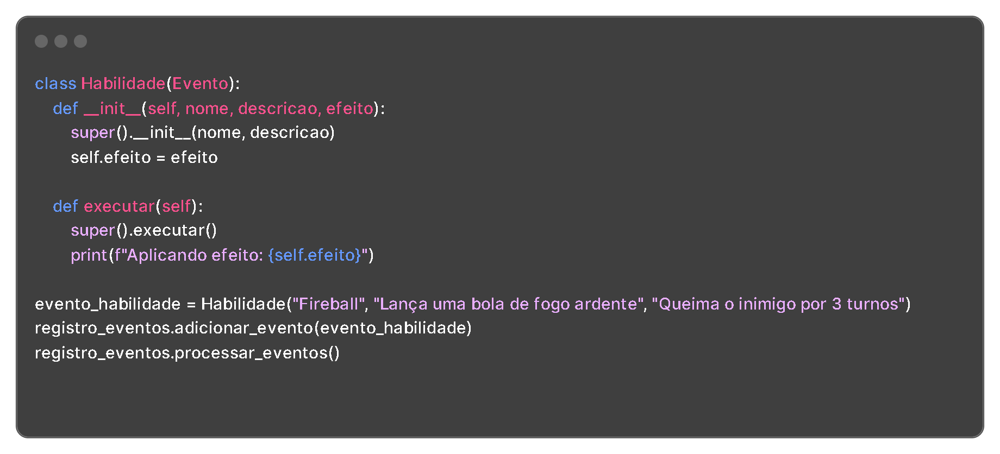 class Habilidade(Evento):
    def __init__(self, nome, descricao, efeito):
        super().__init__(nome, descricao)
        self.efeito = efeito

    def executar(self):
        super().executar()
        print(f"Aplicando efeito: {self.efeito}")

evento_habilidade = Habilidade("Fireball", "Lança uma bola de fogo ardente", "Queima o inimigo por 3 turnos")
registro_eventos.adicionar_evento(evento_habilidade)
registro_eventos.processar_eventos()